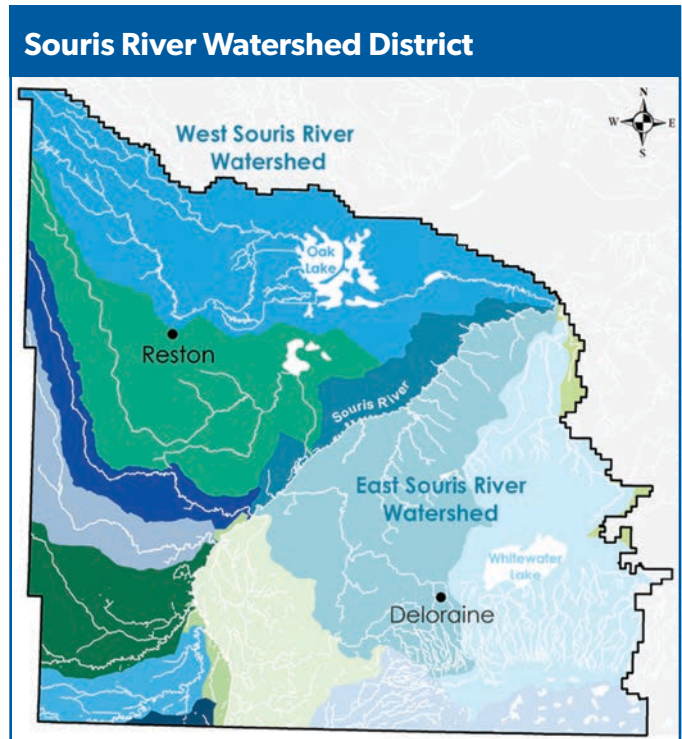 Souris River Watershed District
N
W
E
S
West Souris River
Watershed
Oak
Lake
Reston
Souris River
East Souris River
Watershed
Whitewater
Lake
Deloraine